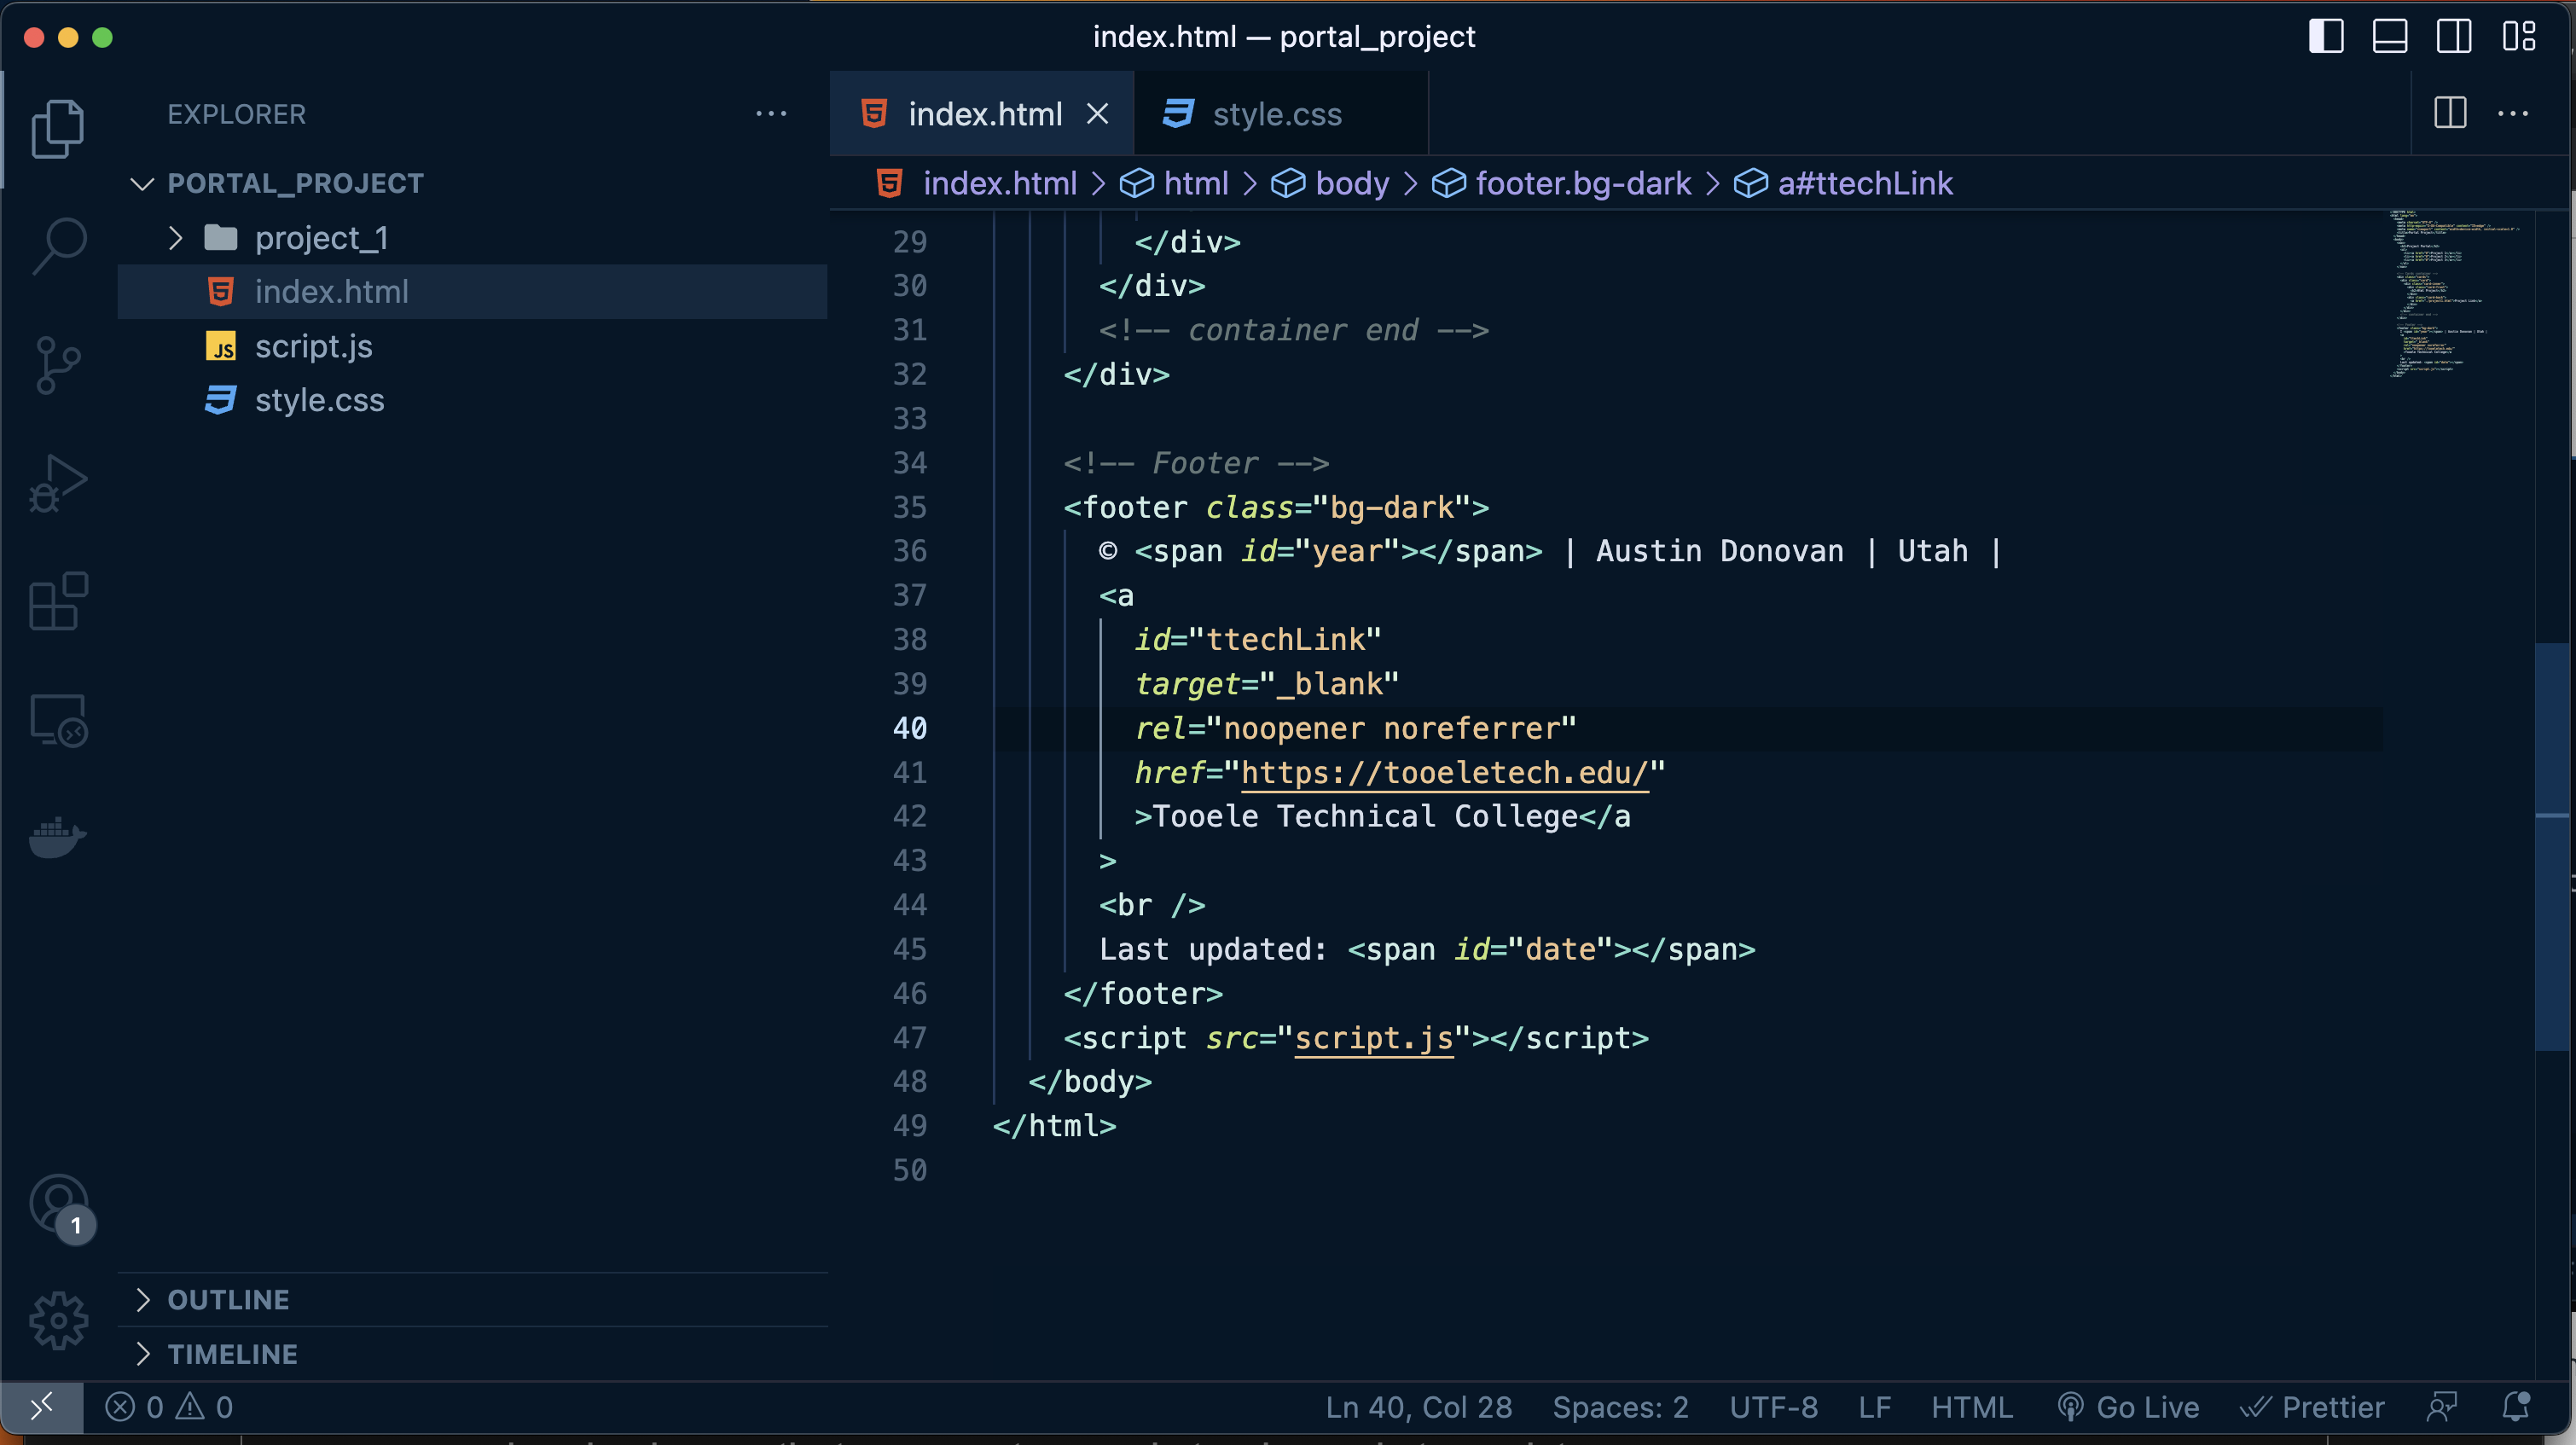 index.html — portal_project
EXPLORER
PORTAL_PROJECT
project_1
index.html
script.js
style.css
OUTLINE
TIMELINE
1
index.html
style.css
index.html > html > body > footer.bg-dark > a#ttechLink
29 </div>
30 </div>
31 <!-- container end -->
32 </div>
33
34 <!-- Footer -->
35 <footer class="bg-dark">
36 © <span id="year"></span> | Austin Donovan | Utah |
37 <a
38 id="ttechLink"
39 target="_blank"
40 rel="noopener noreferrer"
41 href="https://tooeletech.edu/"
42 >Tooele Technical College</a
43 >
44 <br />
45 Last updated: <span id="date"></span>
46 </footer>
47 <script src="script.js"></script>
48 </body>
49 </html>
50
0 0 Ln 40, Col 28 Spaces: 2 UTF-8 LF HTML Go Live Prettier